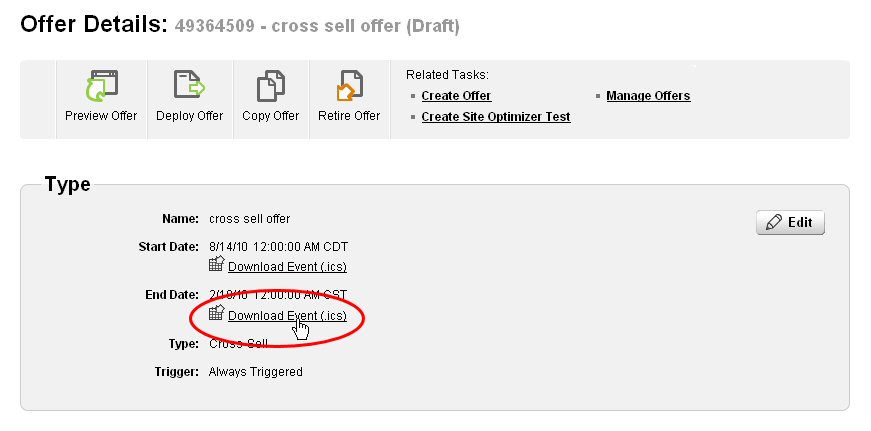 Offer Details: 49364509 - cross sell offer (Draft)
Related Tasks:
Create Offer
Manage Offers
Create Site Optimizer Test
Preview Offer
Deploy Offer
Copy Offer
Retire Offer
Type
Name: cross sell offer
Edit
Start Date: 8/14/10 12:00:00 AM CDT
Download Event (.ics)
End Date: 2/18/10 12:00:00 AM CST
Download Event (.ics)
Type: Cross Sell
Trigger: Always Triggered